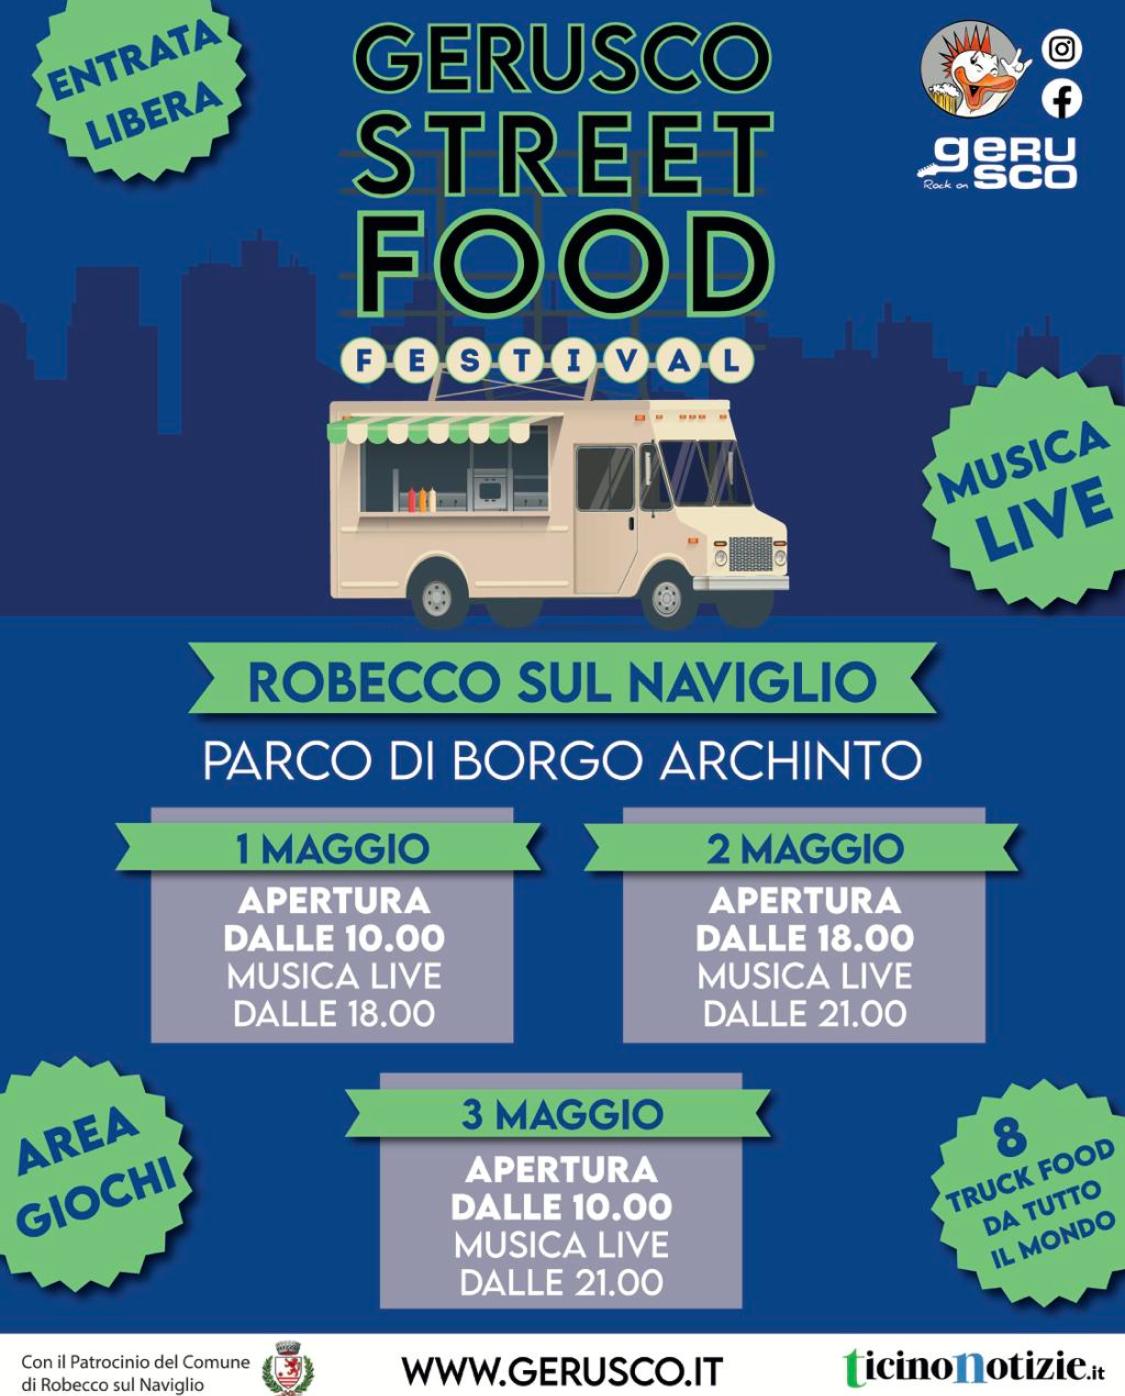 ENTRATA
LIBERA
GERUSCO
STREET
FOOD
FESTIVAL
GERU
Rock on SCO
MUSICA
LIVE
ROBECCO SUL NAVIGLIO
PARCO DI BORGO ARCHINTO
1 MAGGIO
APERTURA
DALLE 10.00
MUSICA LIVE
DALLE 18.00
2 MAGGIO
APERTURA
DALLE 18.00
MUSICA LIVE
DALLE 21.00
3 MAGGIO
APERTURA
DALLE 10.00
MUSICA LIVE
DALLE 21.00
AREA
GIOCHI
8
TRUCK FOOD
DA TUTTO
IL MONDO
Con il Patrocinio del Comune
di Robecco sul Naviglio
WWW.GERUSCO.IT
ticinonotizie.it